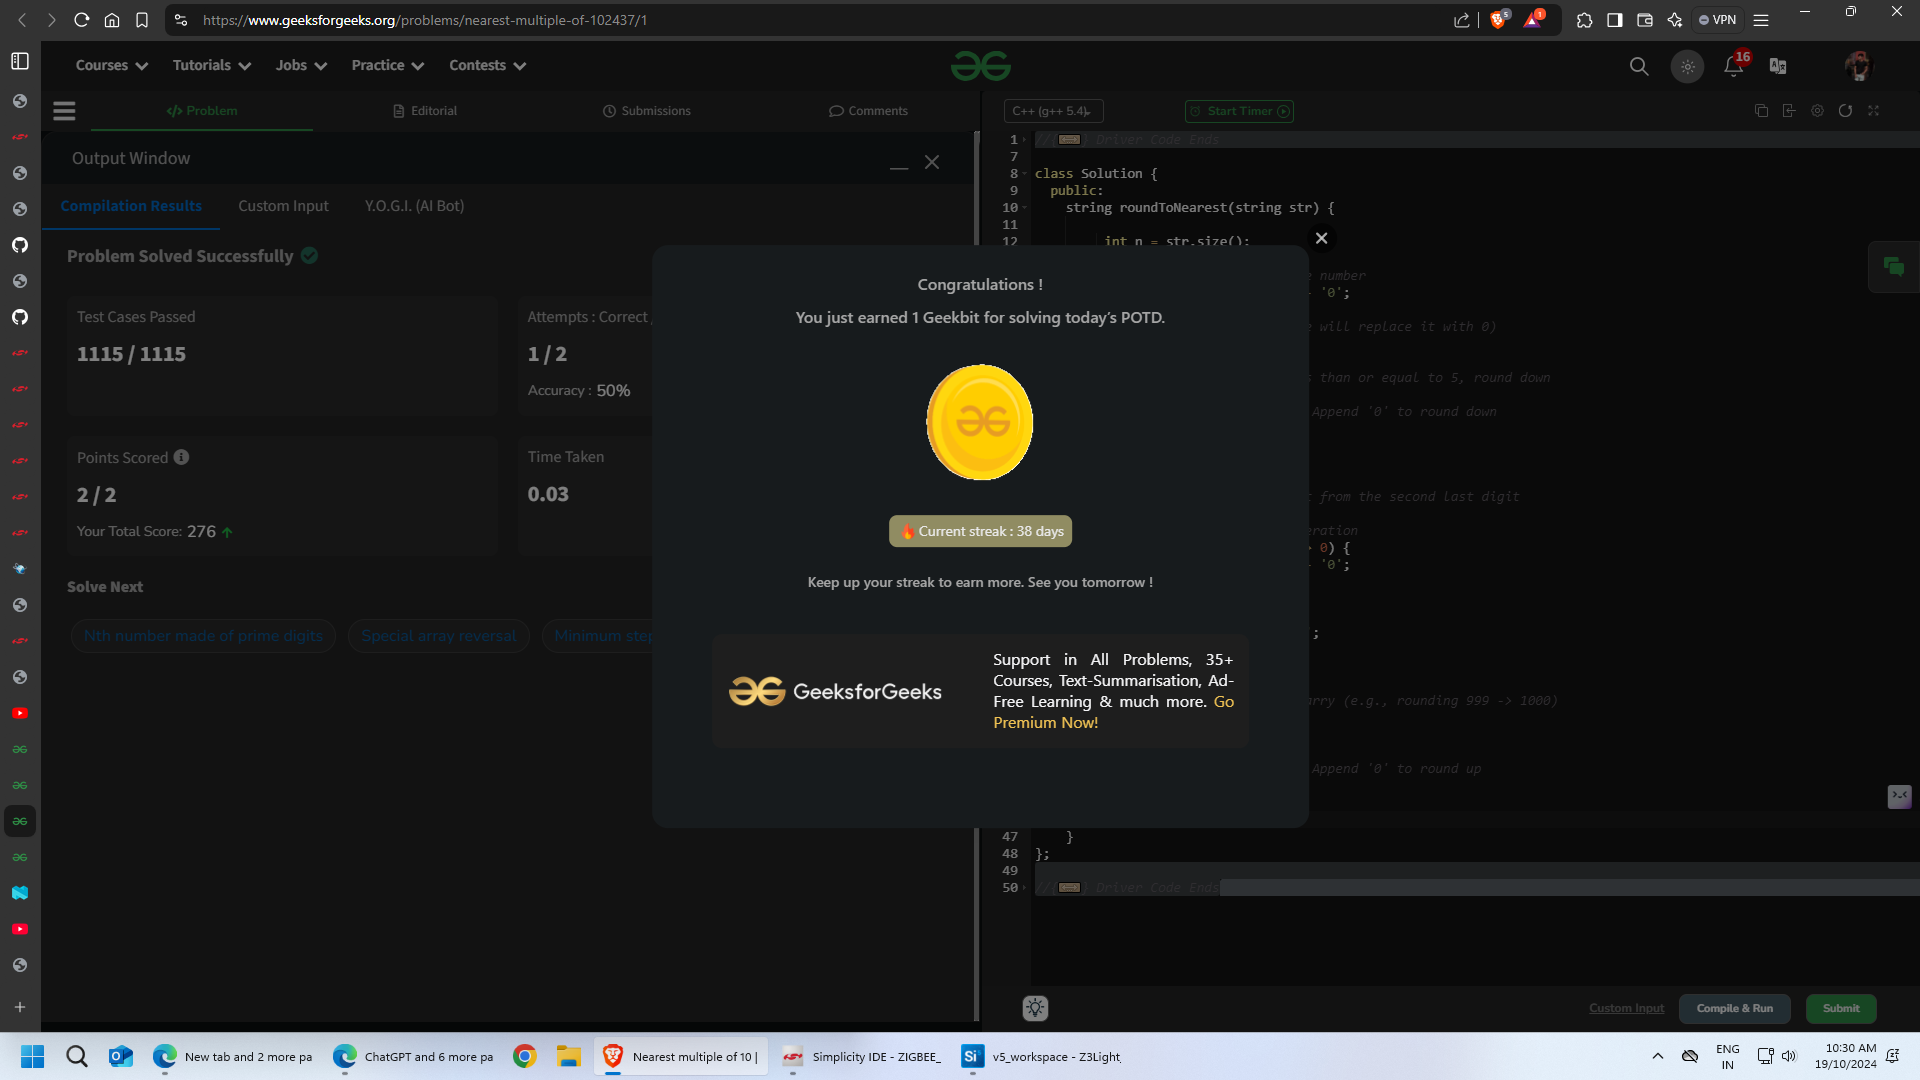 https://www.geeksforgeeks.org/problems/nearest-multiple-of-102437/1
5
1
VPN
Courses
Tutorials
Jobs
Practice
Contests
16
Problem
Editorial
Submissions
Comments
C++ (g++ 5.4)
Start Timer
Output Window
Compilation Results
Custom Input
Y.O.G.I. (AI Bot)
Problem Solved Successfully
Test Cases Passed
1115 / 1115
Attempts : Correct
1 / 2
Accuracy : 50%
Points Scored
2 / 2
Your Total Score: 276
Time Taken
0.03
Solve Next
Nth number made of prime digits
Special array reversal
Minimum step
Congratulations !
You just earned 1 Geekbit for solving today's POTD.
Current streak : 38 days
Keep up your streak to earn more. See you tomorrow !
GeeksforGeeks
Support in All Problems, 35+
Courses, Text-Summarisation, Ad-
Free Learning & much more. Go
Premium Now!
1 //{ } Driver Code Ends
7
8 class Solution {
9 public:
10 string roundToNearest(string str) {
11
12 int n = str.size();
number
'0';
will replace it with 0)
than or equal to 5, round down
Append '0' to round down
from the second last digit
eration
0) {
'0';
;
rry (e.g., rounding 999 -> 1000)
Append '0' to round up
47 }
48 };
49
50 //{ } Driver Code Ends
Custom Input
Compile & Run
Submit
New tab and 2 more pa
ChatGPT and 6 more pa
Nearest multiple of 10 |
Simplicity IDE - ZIGBEE_
Si
v5_workspace - Z3Light
ENG
IN
10:30 AM
19/10/2024